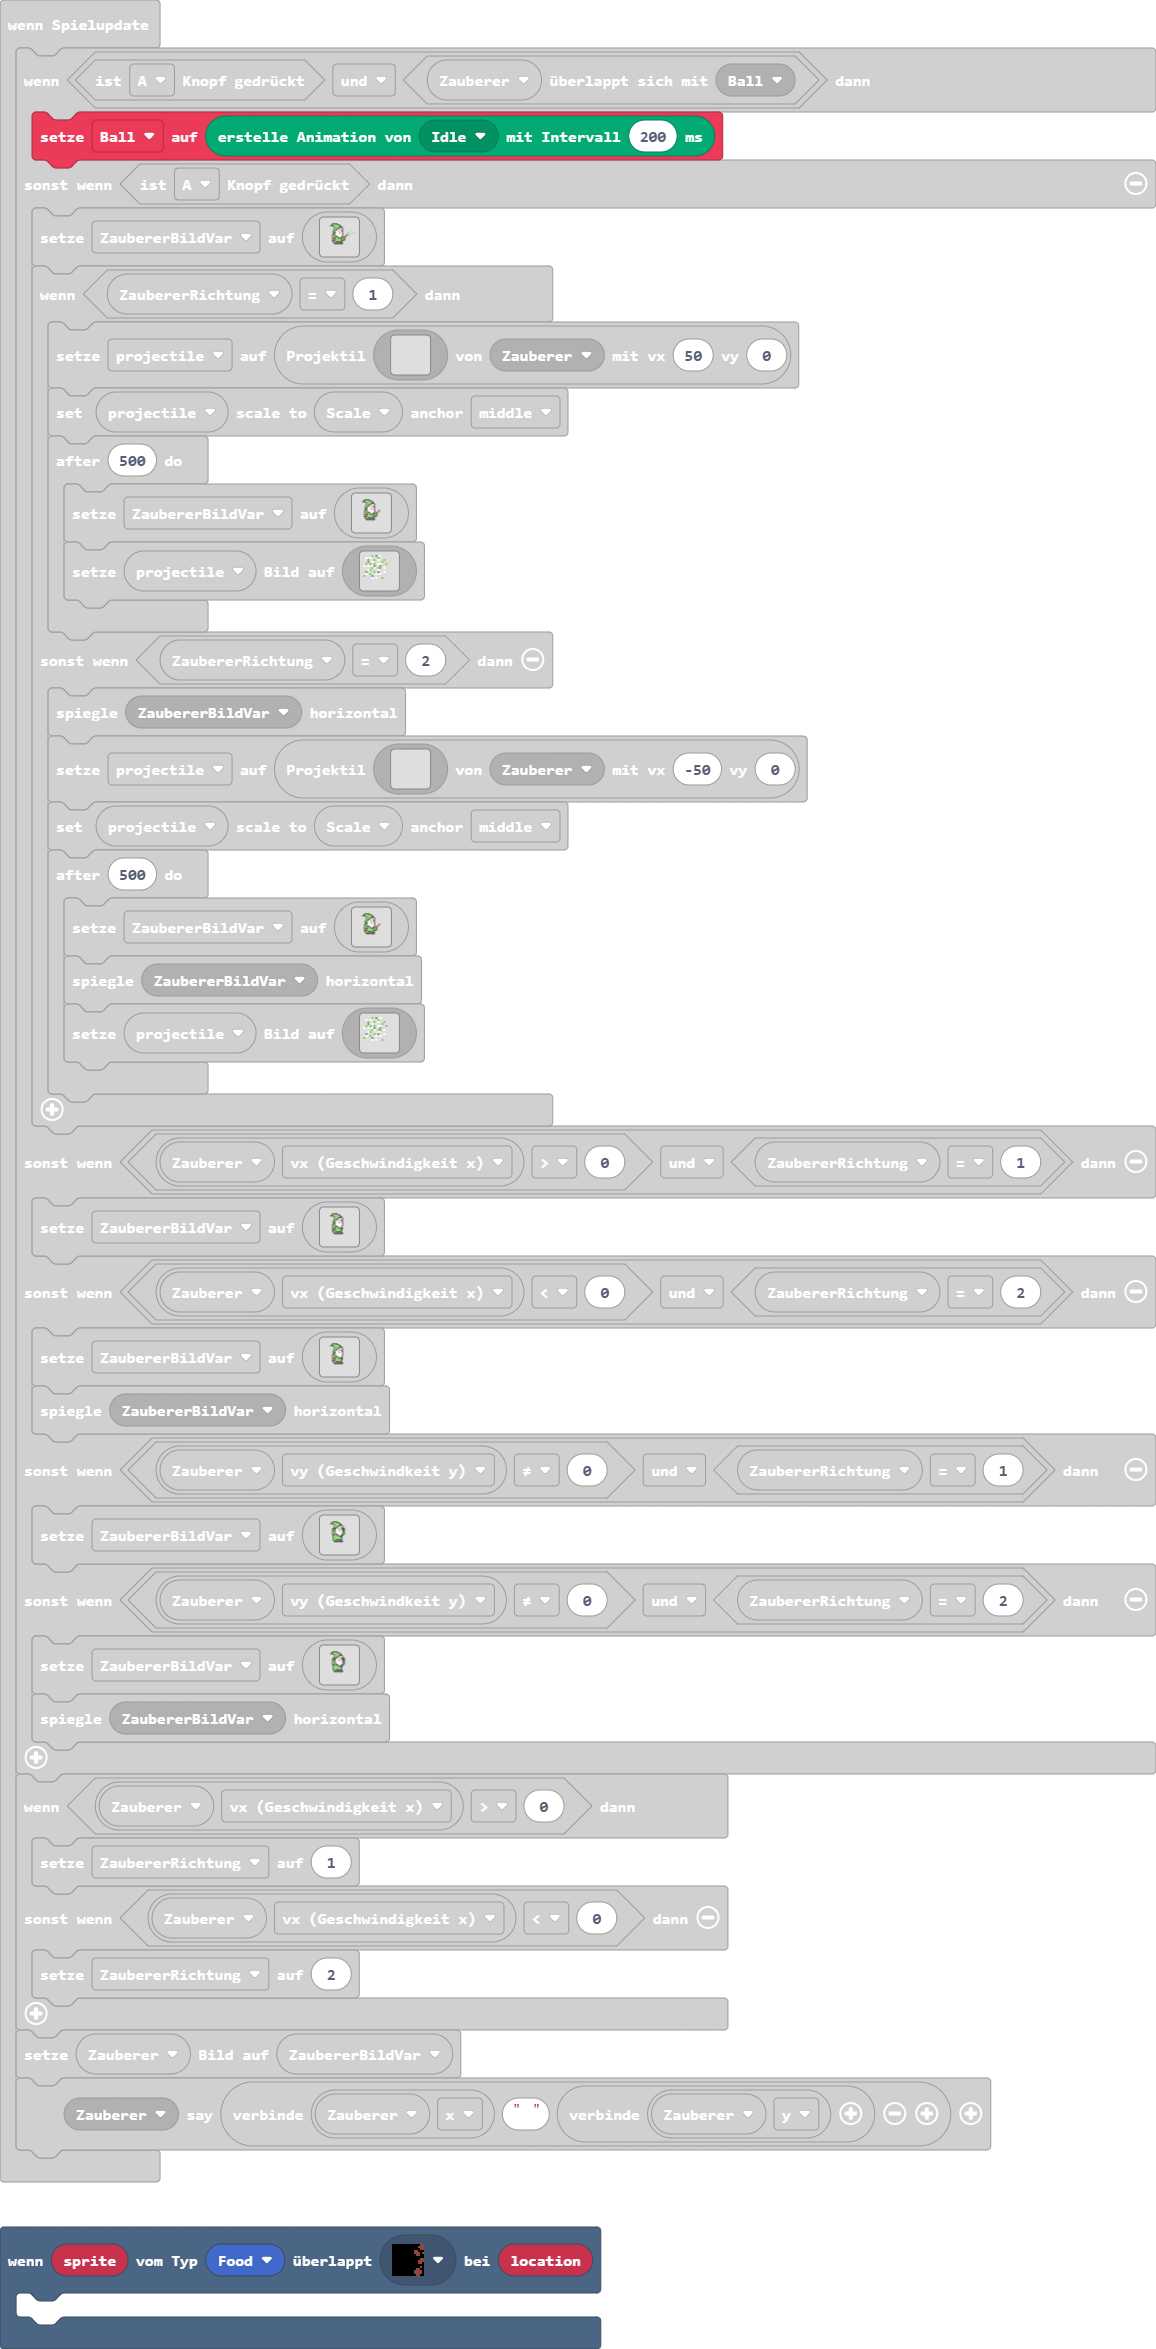 wenn Spielupdate
wenn ist A Knopf gedrückt und Zauberer überlappt sich mit Ball dann
setze Ball auf erstelle Animation von Idle mit Intervall 200 ms
sonst wenn ist A Knopf gedrückt dann
setze ZaubererBildVar auf
wenn ZaubererRichtung = 1 dann
setze projectile auf Projektil von Zauberer mit vx 50 vy 0
set projectile scale to Scale anchor middle
after 500 do
setze ZaubererBildVar auf
setze projectile Bild auf
sonst wenn ZaubererRichtung = 2 dann
spiegle ZaubererBildVar horizontal
setze projectile auf Projektil von Zauberer mit vx -50 vy 0
set projectile scale to Scale anchor middle
after 500 do
setze ZaubererBildVar auf
spiegle ZaubererBildVar horizontal
setze projectile Bild auf
sonst wenn Zauberer vx (Geschwindigkeit x) > 0 und ZaubererRichtung = 1 dann
setze ZaubererBildVar auf
sonst wenn Zauberer vx (Geschwindigkeit x) < 0 und ZaubererRichtung = 2 dann
setze ZaubererBildVar auf
spiegle ZaubererBildVar horizontal
sonst wenn Zauberer vy (Geschwindkeit y) ≠ 0 und ZaubererRichtung = 1 dann
setze ZaubererBildVar auf
sonst wenn Zauberer vy (Geschwindkeit y) ≠ 0 und ZaubererRichtung = 2 dann
setze ZaubererBildVar auf
spiegle ZaubererBildVar horizontal
wenn Zauberer vx (Geschwindigkeit x) > 0 dann
setze ZaubererRichtung auf 1
sonst wenn Zauberer vx (Geschwindigkeit x) < 0 dann
setze ZaubererRichtung auf 2
setze Zauberer Bild auf ZaubererBildVar
Zauberer say verbinde Zauberer x " " verbinde Zauberer y
wenn sprite vom Typ Food überlappt bei location